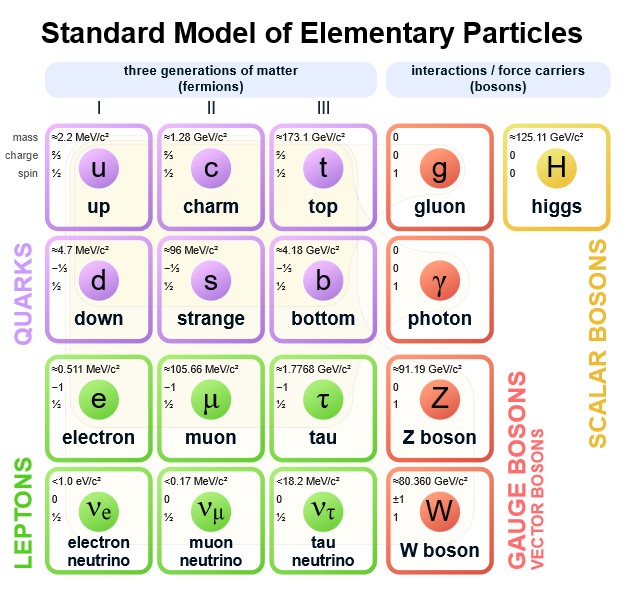 Standard Model of Elementary Particles
three generations of matter
(fermions)
interactions / force carriers
(bosons)
I
II
III
mass
charge
spin
≈2.2 MeV/c²
⅔
½
u
up
≈1.28 GeV/c²
⅔
½
c
charm
≈173.1 GeV/c²
⅔
½
t
top
0
0
1
g
gluon
≈125.11 GeV/c²
0
0
H
higgs
QUARKS
≈4.7 MeV/c²
−⅓
½
d
down
≈96 MeV/c²
−⅓
½
s
strange
≈4.18 GeV/c²
−⅓
½
b
bottom
0
0
1
γ
photon
SCALAR BOSONS
≈0.511 MeV/c²
−1
½
e
electron
≈105.66 MeV/c²
−1
½
μ
muon
≈1.7768 GeV/c²
−1
½
τ
tau
≈91.19 GeV/c²
0
1
Z
Z boson
LEPTONS
<1.0 eV/c²
0
½
νe
electron
neutrino
<0.17 MeV/c²
0
½
νμ
muon
neutrino
<18.2 MeV/c²
0
½
ντ
tau
neutrino
≈80.360 GeV/c²
±1
1
W
W boson
GAUGE BOSONS
VECTOR BOSONS